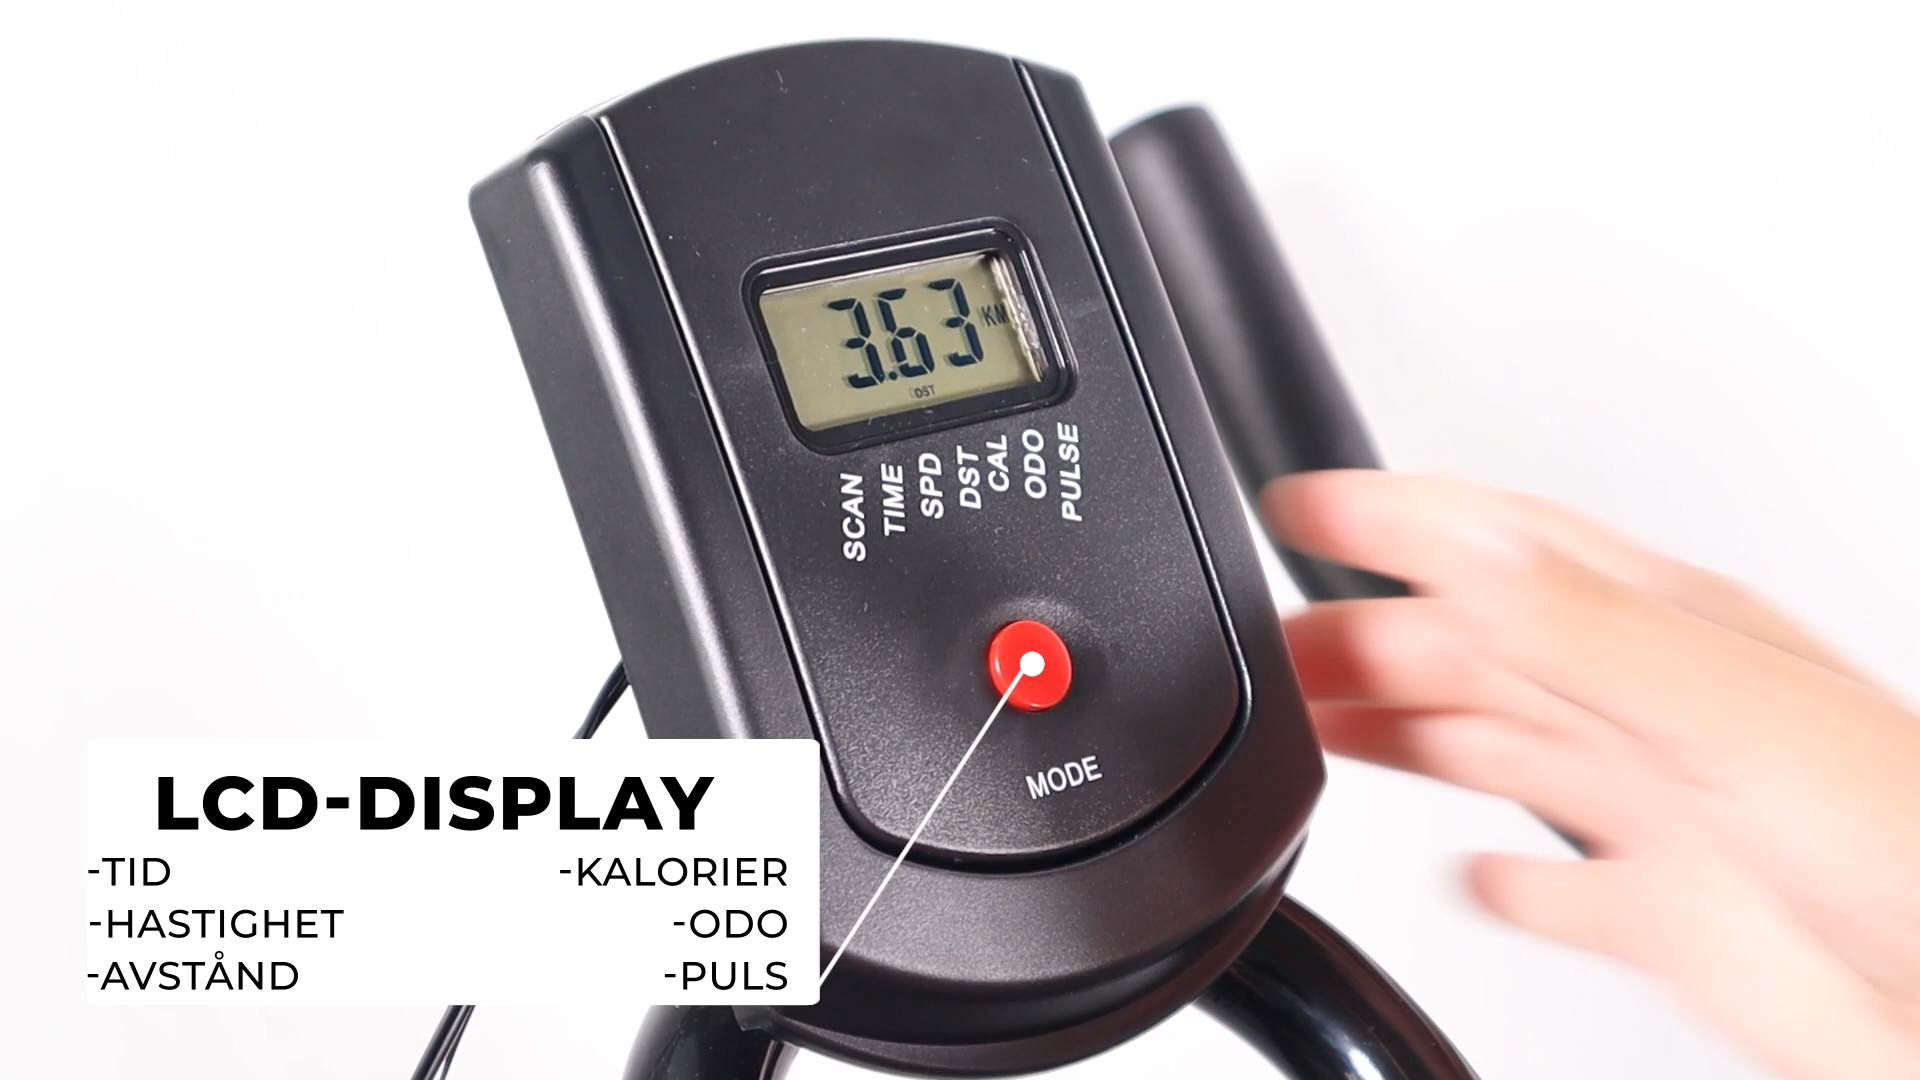 3.63 KM
DST
SCAN
TIME
SPD
DST
CAL
ODO
PULSE
MODE
LCD-DISPLAY
-TID
-HASTIGHET
-AVSTÅND
-KALORIER
-ODO
-PULS